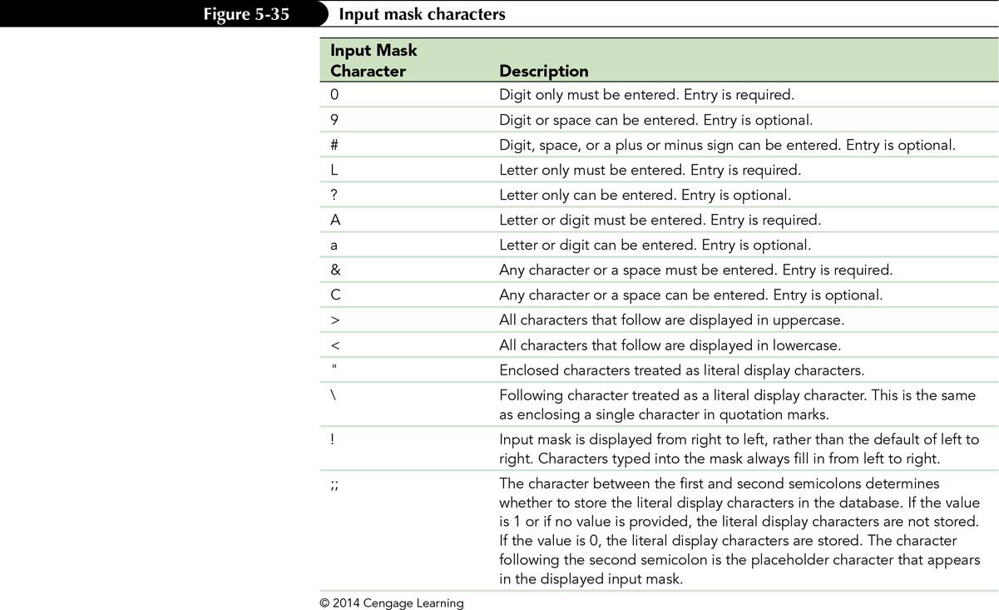 Figure 5-35 Input mask characters
Input Mask
Character Description
0 Digit only must be entered. Entry is required.
9 Digit or space can be entered. Entry is optional.
# Digit, space, or a plus or minus sign can be entered. Entry is optional.
L Letter only must be entered. Entry is required.
? Letter only can be entered. Entry is optional.
A Letter or digit must be entered. Entry is required.
a Letter or digit can be entered. Entry is optional.
& Any character or a space must be entered. Entry is required.
C Any character or a space can be entered. Entry is optional.
> All characters that follow are displayed in uppercase.
< All characters that follow are displayed in lowercase.
" Enclosed characters treated as literal display characters.
\ Following character treated as a literal display character. This is the same
as enclosing a single character in quotation marks.
! Input mask is displayed from right to left, rather than the default of left to
right. Characters typed into the mask always fill in from left to right.
;; The character between the first and second semicolons determines
whether to store the literal display characters in the database. If the value
is 1 or if no value is provided, the literal display characters are not stored.
If the value is 0, the literal display characters are stored. The character
following the second semicolon is the placeholder character that appears
in the displayed input mask.
© 2014 Cengage Learning